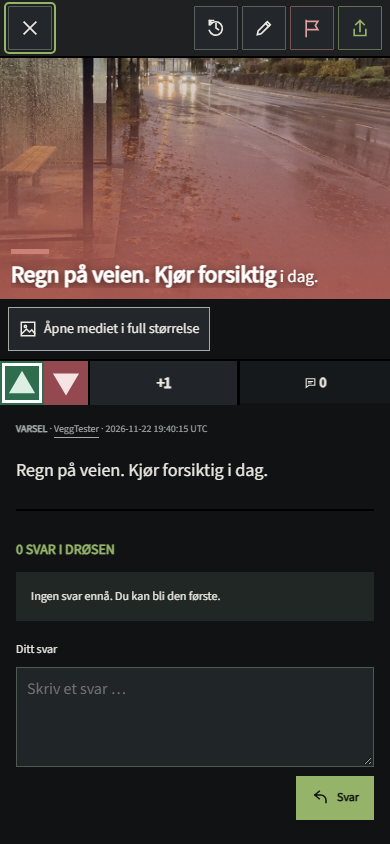 Regn på veien. Kjør forsiktig i dag.
Åpne mediet i full størrelse
+1
0
VARSEL · VeggTester · 2026-11-22 19:40:15 UTC
Regn på veien. Kjør forsiktig i dag.
0 SVAR I DRØSEN
Ingen svar ennå. Du kan bli den første.
Ditt svar
Skriv et svar …
Svar